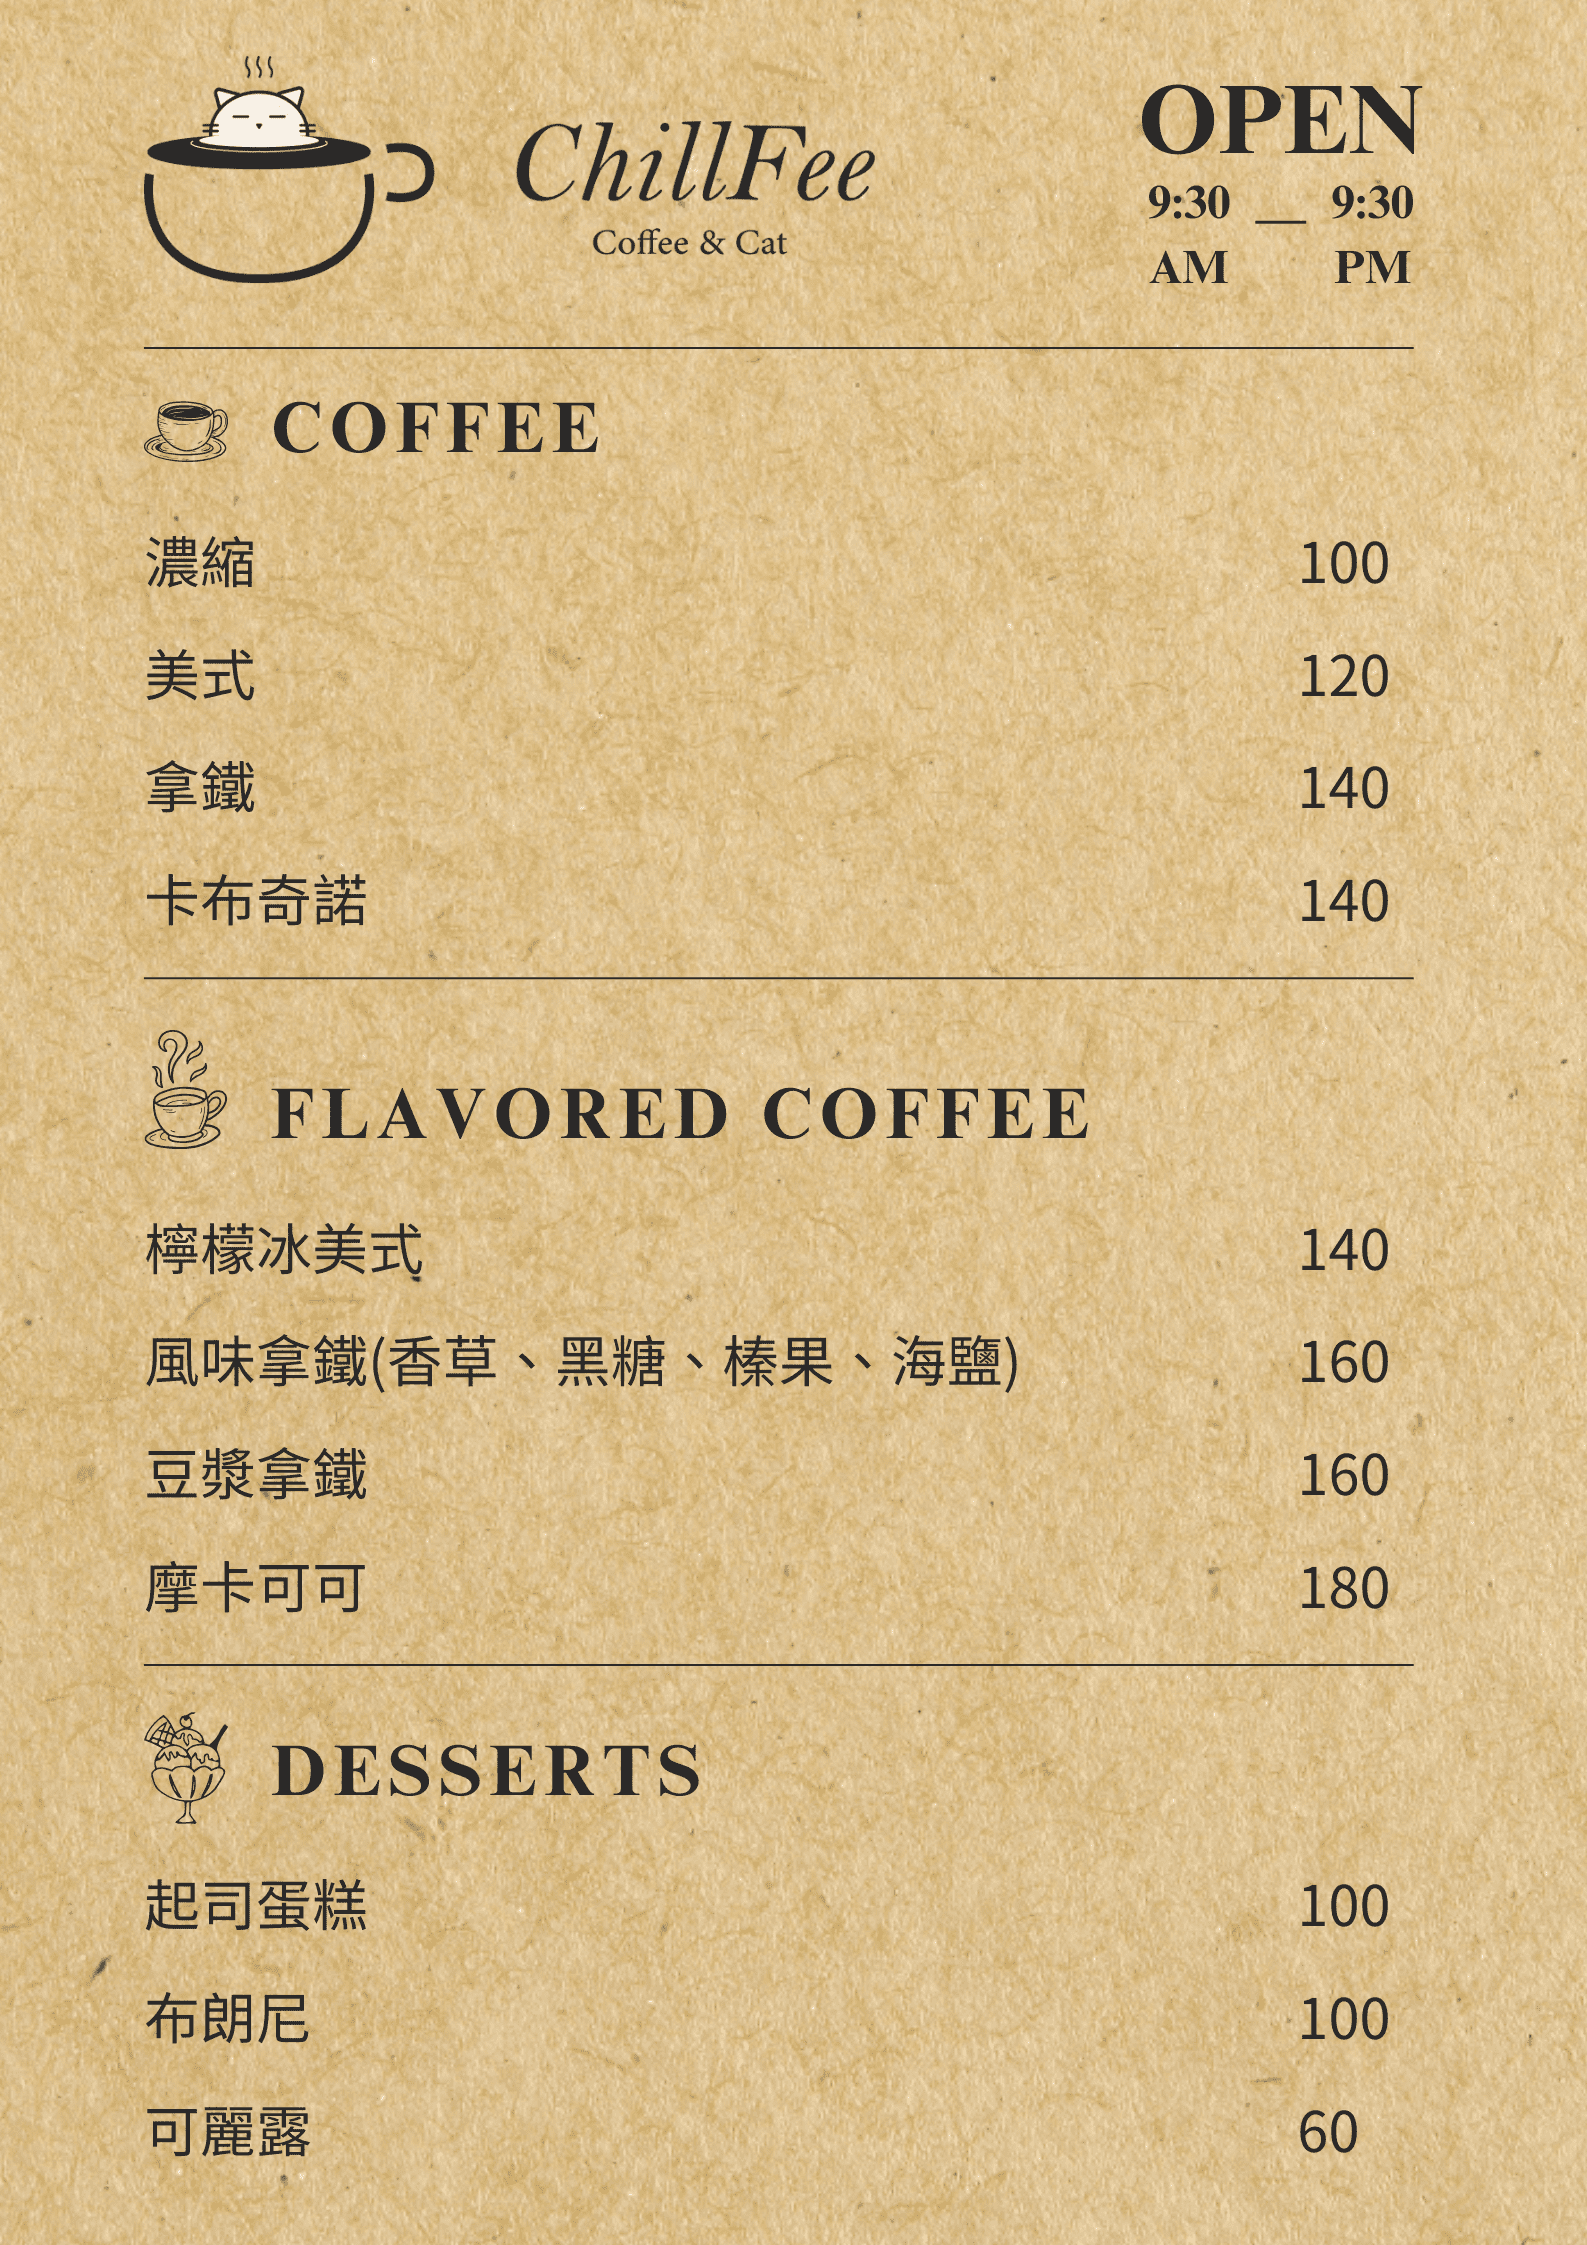 ChillFee
Coffee & Cat
OPEN
9:30 — 9:30
AM PM
COFFEE
濃縮 100
美式 120
拿鐵 140
卡布奇諾 140
FLAVORED COFFEE
檸檬冰美式 140
風味拿鐵(香草、黑糖、榛果、海鹽) 160
豆漿拿鐵 160
摩卡可可 180
DESSERTS
起司蛋糕 100
布朗尼 100
可麗露 60